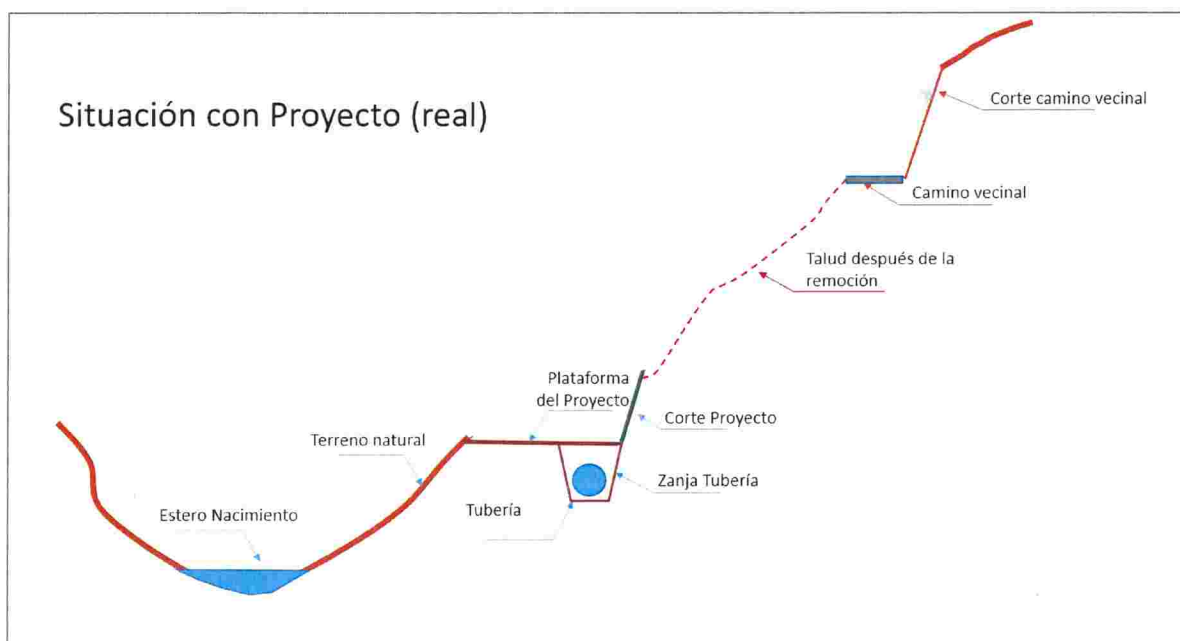 Situación con Proyecto (real)
Corte camino vecinal
Camino vecinal
Talud después de la
remoción
Plataforma
del Proyecto
Corte Proyecto
Terreno natural
Zanja Tubería
Tubería
Estero Nacimiento